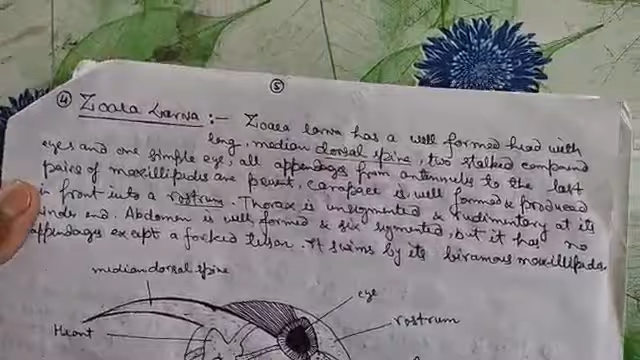 ⑤
④ Zoaea Larva :- Zoaea larva has a well formed head with
long, median dorsal spine, two stalked compound
eyes and one simple eye, all appendages from antennules to the last
pairs of maxillipedes are present, carapace is well formed & produced
in front into a rostrum. Thorax is unsegmented & rudimentary at its
hinder end. Abdomen is well formed & six segmented, but it has no
appendages except a forked telson. It swims by its biramous maxillipedes.
median dorsal spine
eye
rostrum
Heart